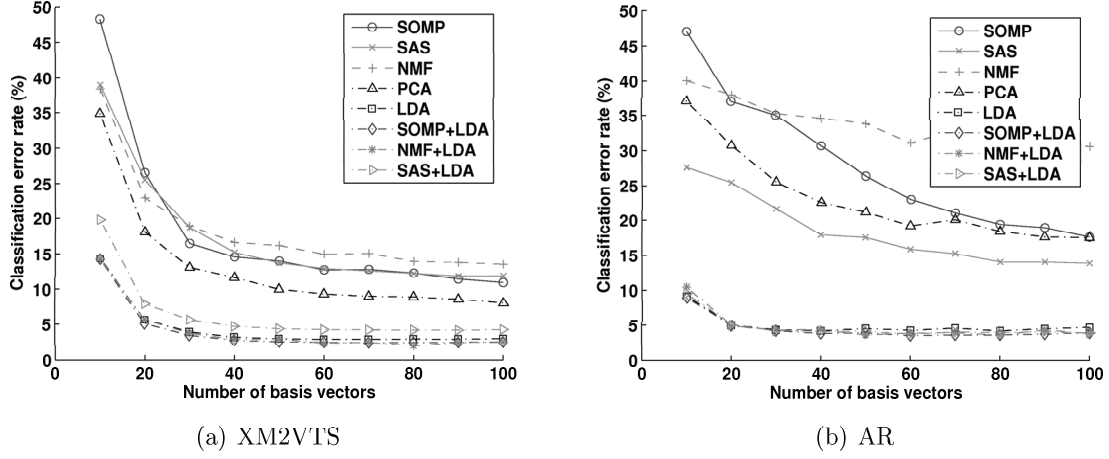 50
45
40
35
30
25
20
15
10
5
0
Classification error rate (%)
SOMP
SAS
NMF
PCA
LDA
SOMP+LDA
NMF+LDA
SAS+LDA
0 20 40 60 80 100
Number of basis vectors
(a) XM2VTS
50
45
40
35
30
25
20
15
10
5
0
Classification error rate (%)
SOMP
SAS
NMF
PCA
LDA
SOMP+LDA
NMF+LDA
SAS+LDA
0 20 40 60 80 100
Number of basis vectors
(b) AR